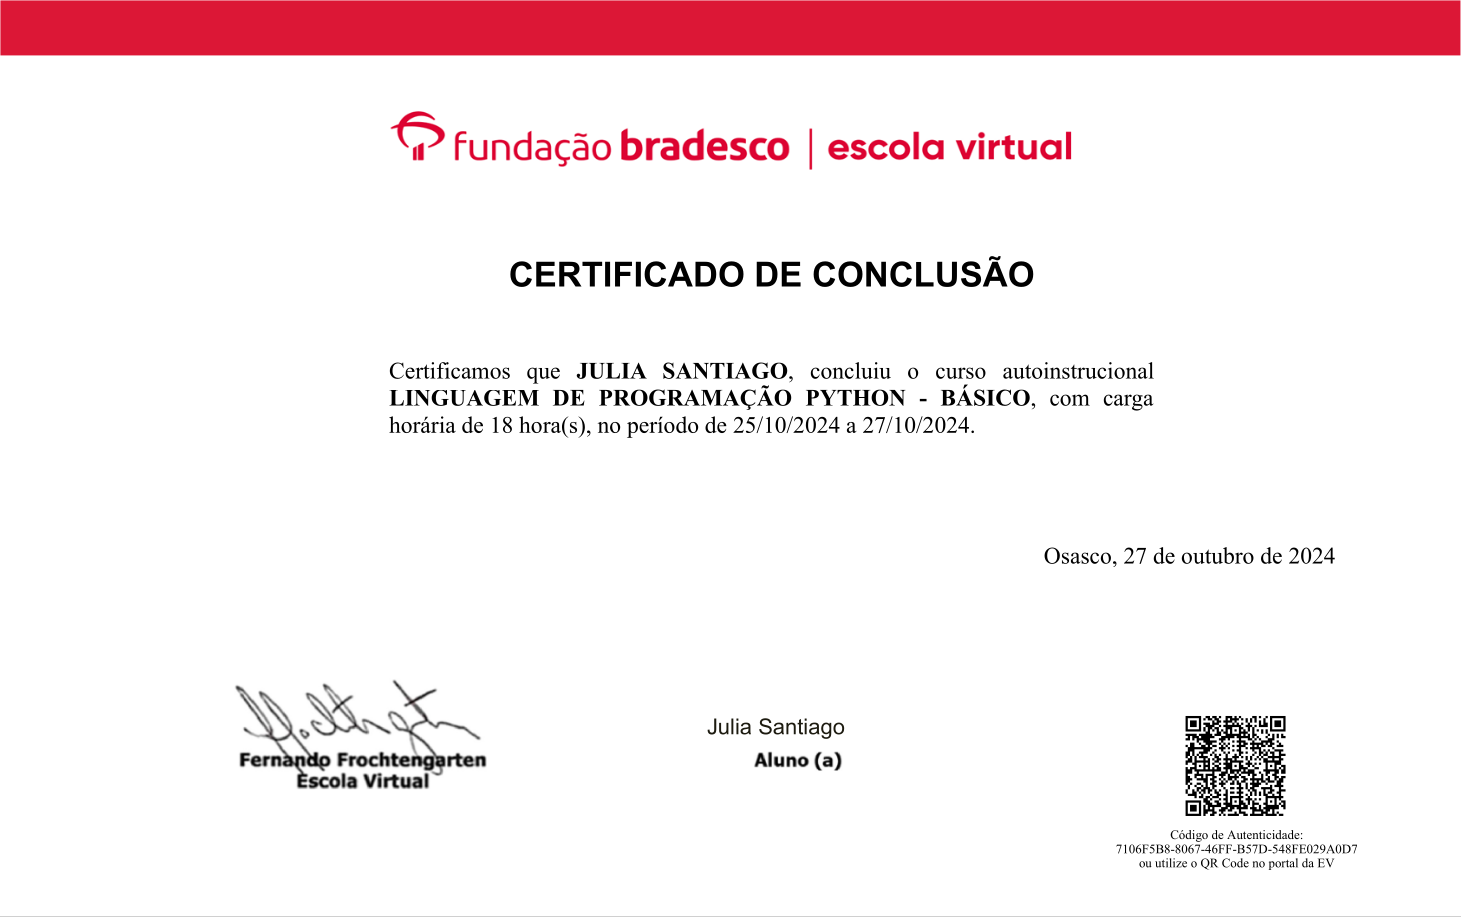 fundação bradesco | escola virtual
CERTIFICADO DE CONCLUSÃO
Certificamos que JULIA SANTIAGO, concluiu o curso autoinstrucional
LINGUAGEM DE PROGRAMAÇÃO PYTHON - BÁSICO, com carga
horária de 18 hora(s), no período de 25/10/2024 a 27/10/2024.
Osasco, 27 de outubro de 2024
Fernando Frochtengarten
Escola Virtual
Julia Santiago
Aluno (a)
Código de Autenticidade:
7106F5B8-8067-46FF-B57D-548FE029A0D7
ou utilize o QR Code no portal da EV